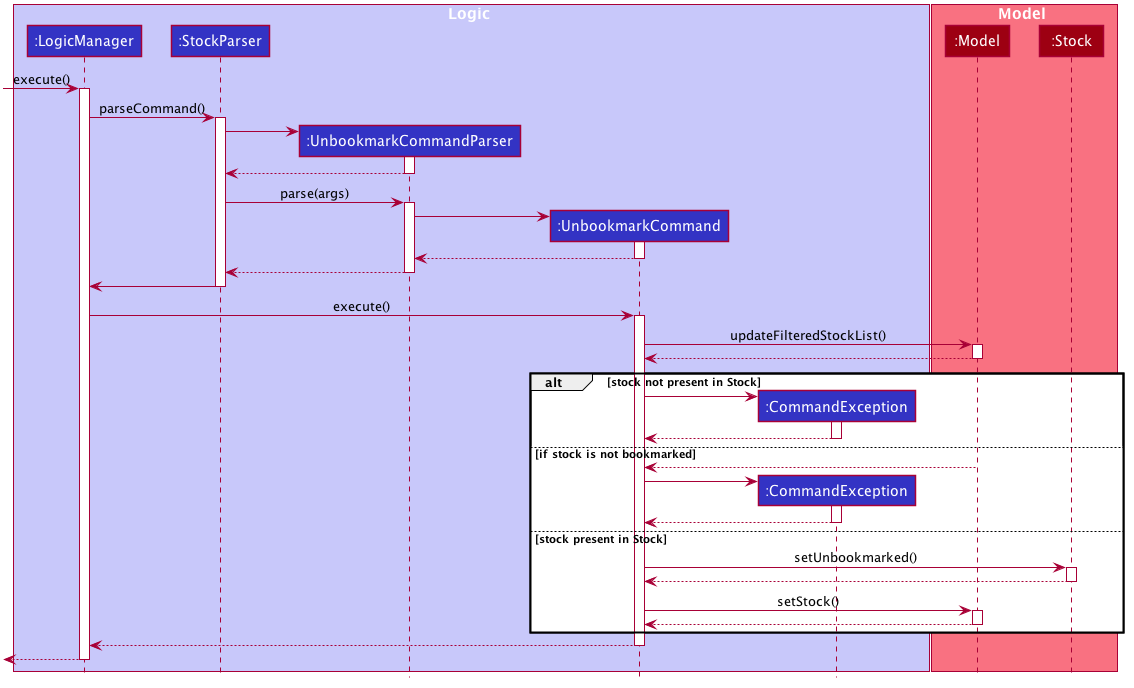 Logic
Model
:LogicManager
:StockParser
:Model
:Stock
execute()
parseCommand()
:UnbookmarkCommandParser
parse(args)
:UnbookmarkCommand
execute()
updateFilteredStockList()
alt
[stock not present in Stock]
:CommandException
[if stock is not bookmarked]
:CommandException
[stock present in Stock]
setUnbookmarked()
setStock()